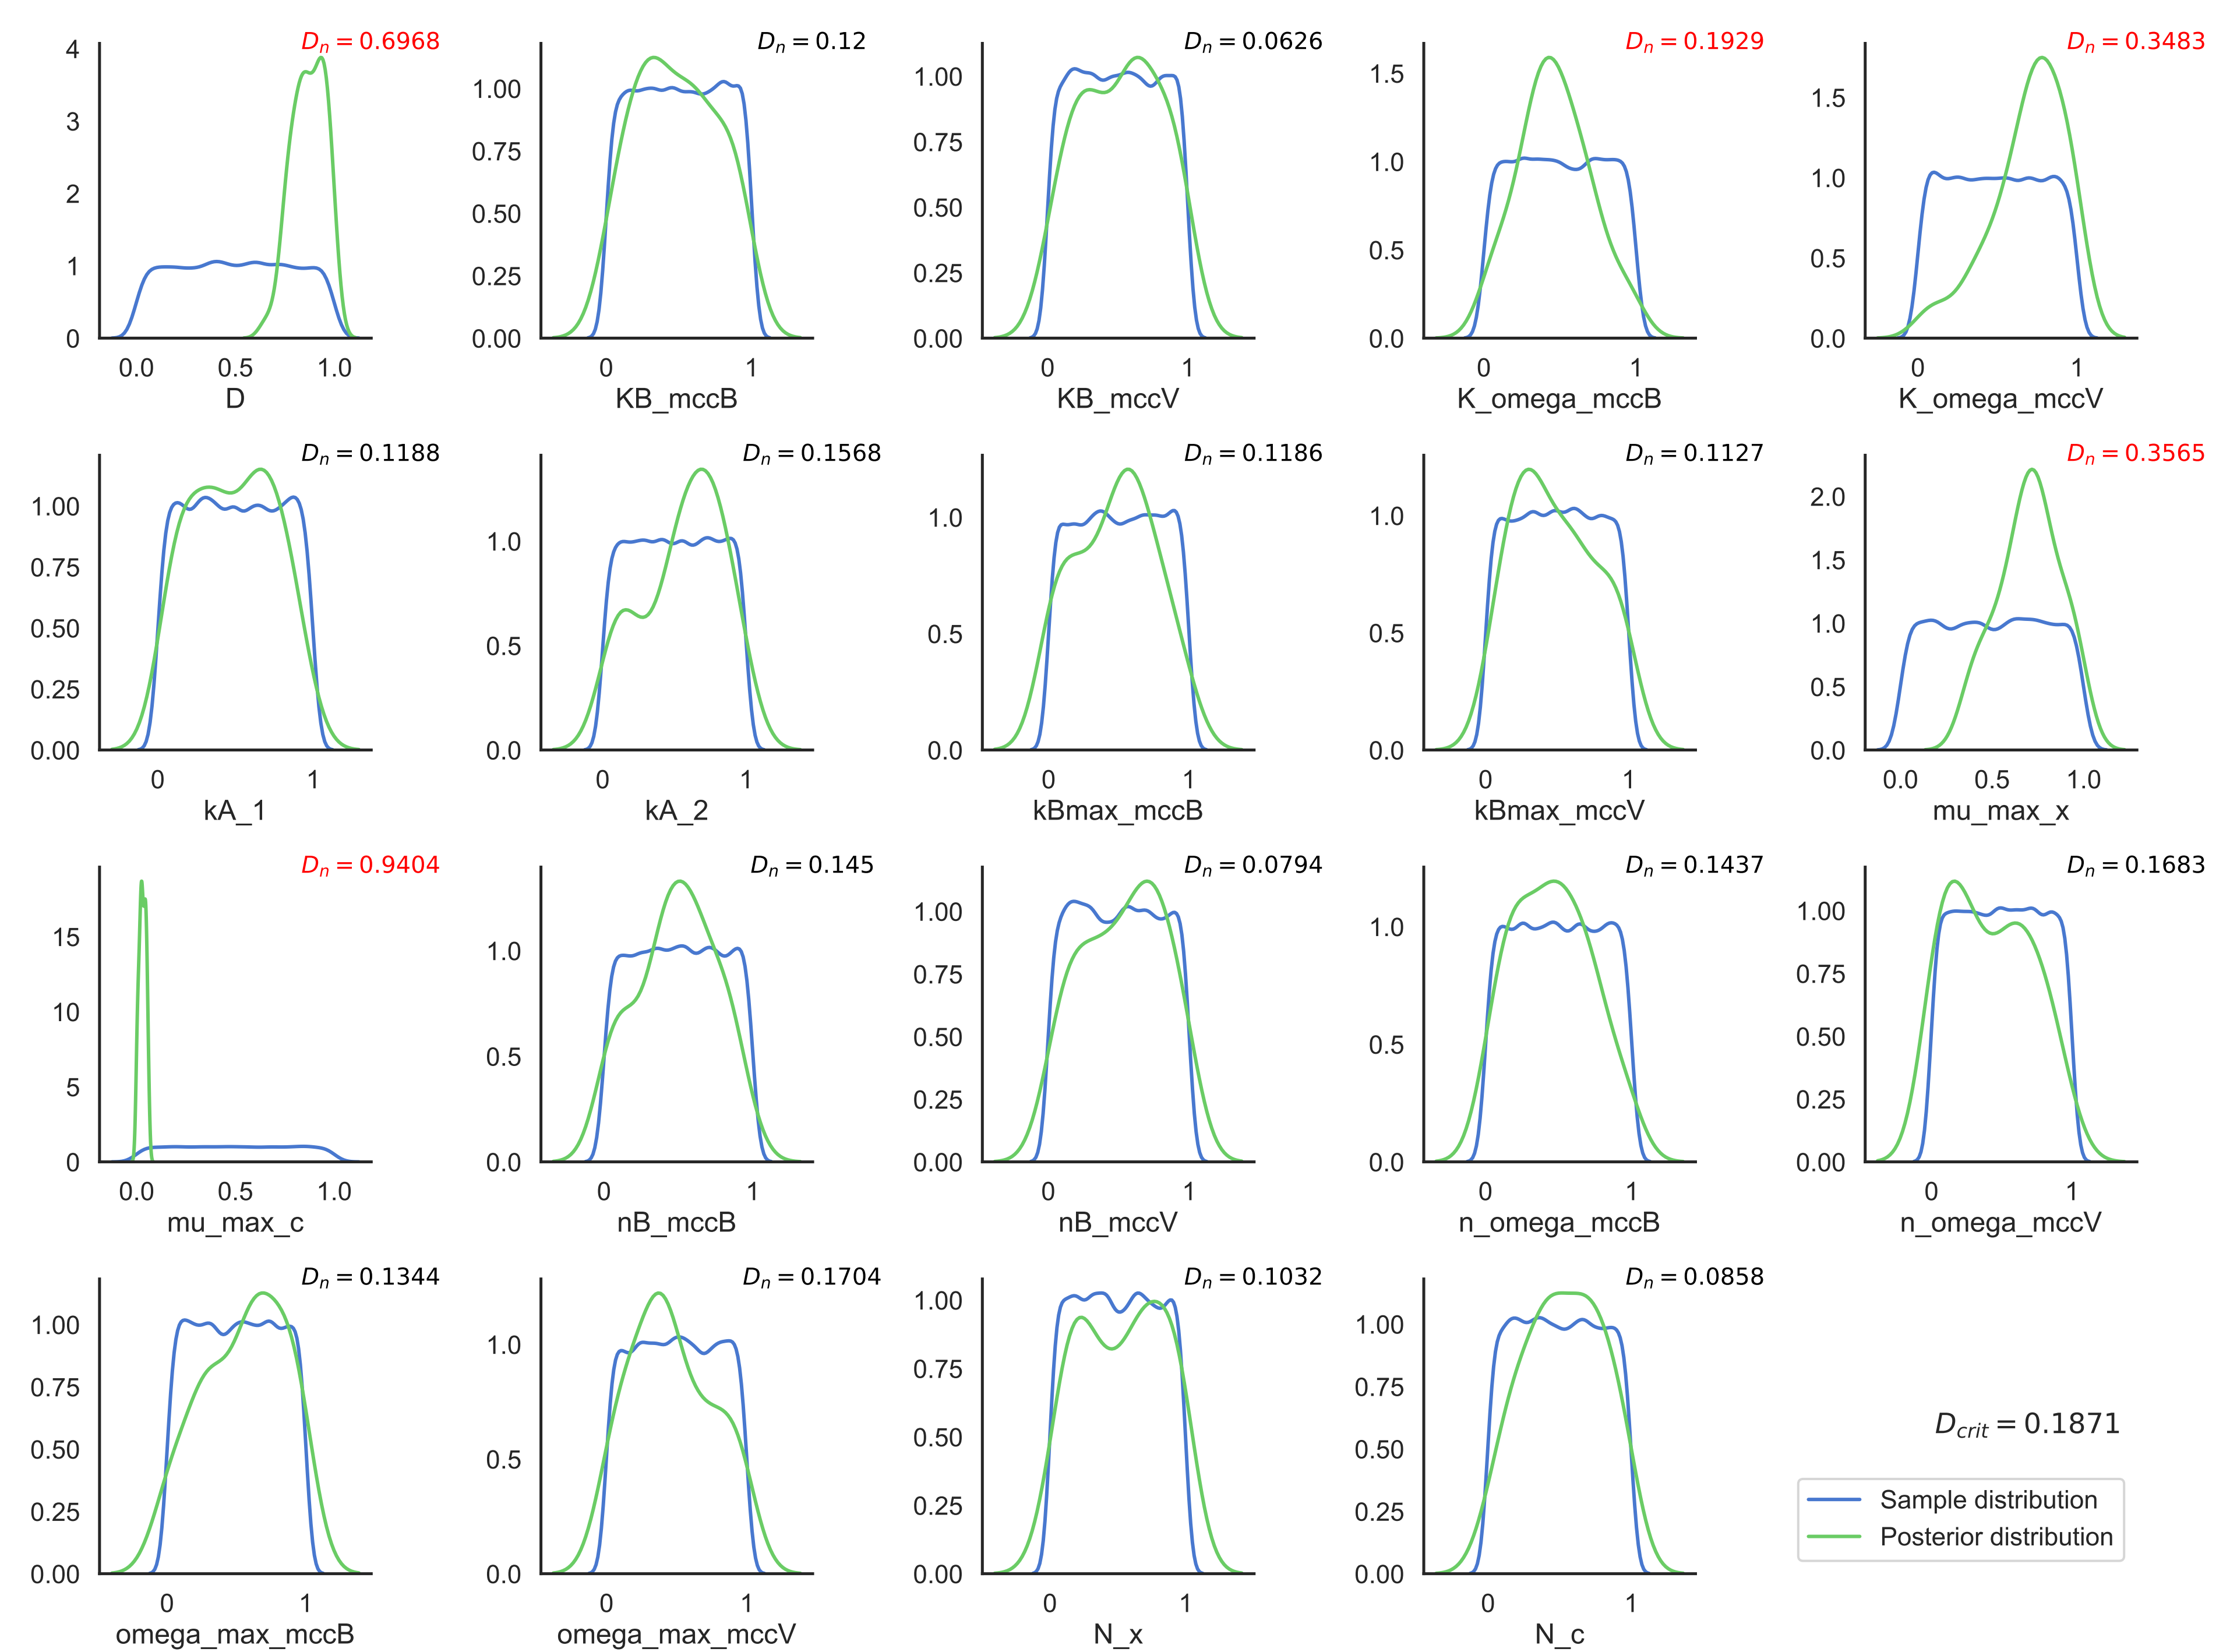 D_n = 0.6968
4
3
2
1
0
0.0 0.5 1.0
D
D_n = 0.12
1.00
0.75
0.50
0.25
0.00
0 1
KB_mccB
D_n = 0.0626
1.00
0.75
0.50
0.25
0.00
0 1
KB_mccV
D_n = 0.1929
1.5
1.0
0.5
0.0
0 1
K_omega_mccB
D_n = 0.3483
1.5
1.0
0.5
0.0
0 1
K_omega_mccV
D_n = 0.1188
1.00
0.75
0.50
0.25
0.00
0 1
kA_1
D_n = 0.1568
1.0
0.5
0.0
0 1
kA_2
D_n = 0.1186
1.0
0.5
0.0
0 1
kBmax_mccB
D_n = 0.1127
1.0
0.5
0.0
0 1
kBmax_mccV
D_n = 0.3565
2.0
1.5
1.0
0.5
0.0
0.0 0.5 1.0
mu_max_x
D_n = 0.9404
15
10
5
0
0.0 0.5 1.0
mu_max_c
D_n = 0.145
1.0
0.5
0.0
0 1
nB_mccB
D_n = 0.0794
1.00
0.75
0.50
0.25
0.00
0 1
nB_mccV
D_n = 0.1437
1.0
0.5
0.0
0 1
n_omega_mccB
D_n = 0.1683
1.00
0.75
0.50
0.25
0.00
0 1
n_omega_mccV
D_n = 0.1344
1.00
0.75
0.50
0.25
0.00
0 1
omega_max_mccB
D_n = 0.1704
1.0
0.5
0.0
0 1
omega_max_mccV
D_n = 0.1032
1.00
0.75
0.50
0.25
0.00
0 1
N_x
D_n = 0.0858
1.00
0.75
0.50
0.25
0.00
0 1
N_c
D_crit = 0.1871
Sample distribution
Posterior distribution